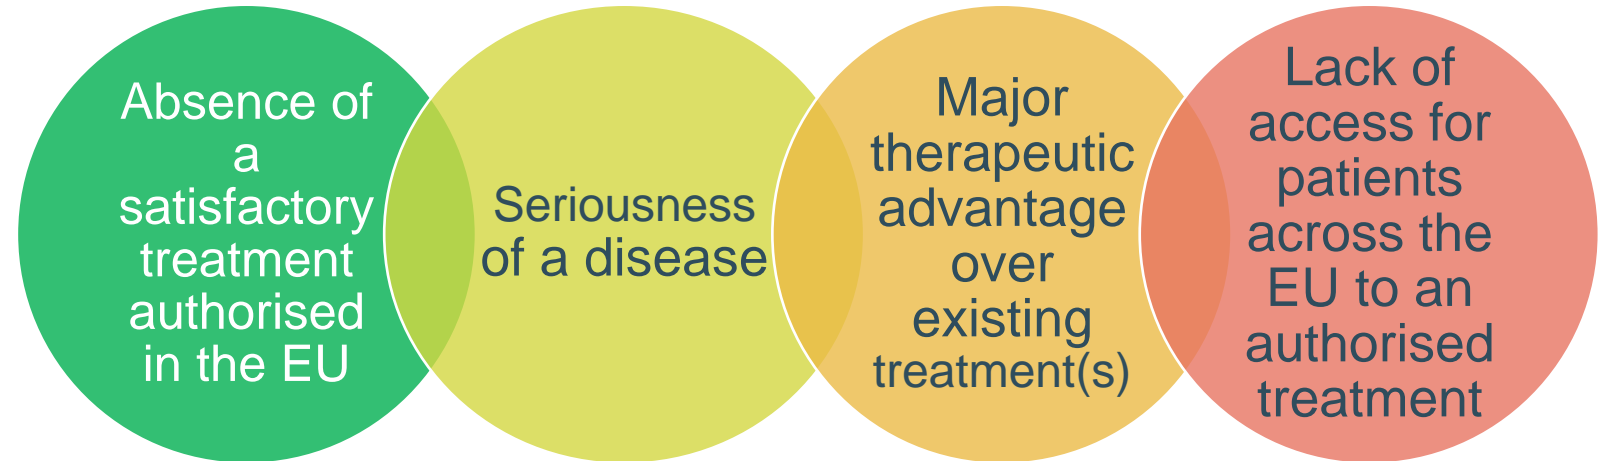 Absence of
a
satisfactory
treatment
authorised
in the EU
Seriousness
of a disease
Major
therapeutic
advantage
over
existing
treatment(s)
Lack of
access for
patients
across the
EU to an
authorised
treatment